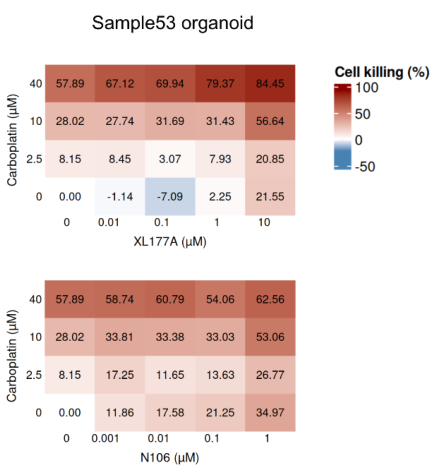 Sample53 organoid
Cell killing (%)
100
50
0
-50
Carboplatin (µM)
40 57.89 67.12 69.94 79.37 84.45
10 28.02 27.74 31.69 31.43 56.64
2.5 8.15 8.45 3.07 7.93 20.85
0 0.00 -1.14 -7.09 2.25 21.55
0 0.01 0.1 1 10
XL177A (µM)
Carboplatin (µM)
40 57.89 58.74 60.79 54.06 62.56
10 28.02 33.81 33.38 33.03 53.06
2.5 8.15 17.25 11.65 13.63 26.77
0 0.00 11.86 17.58 21.25 34.97
0 0.001 0.01 0.1 1
N106 (µM)